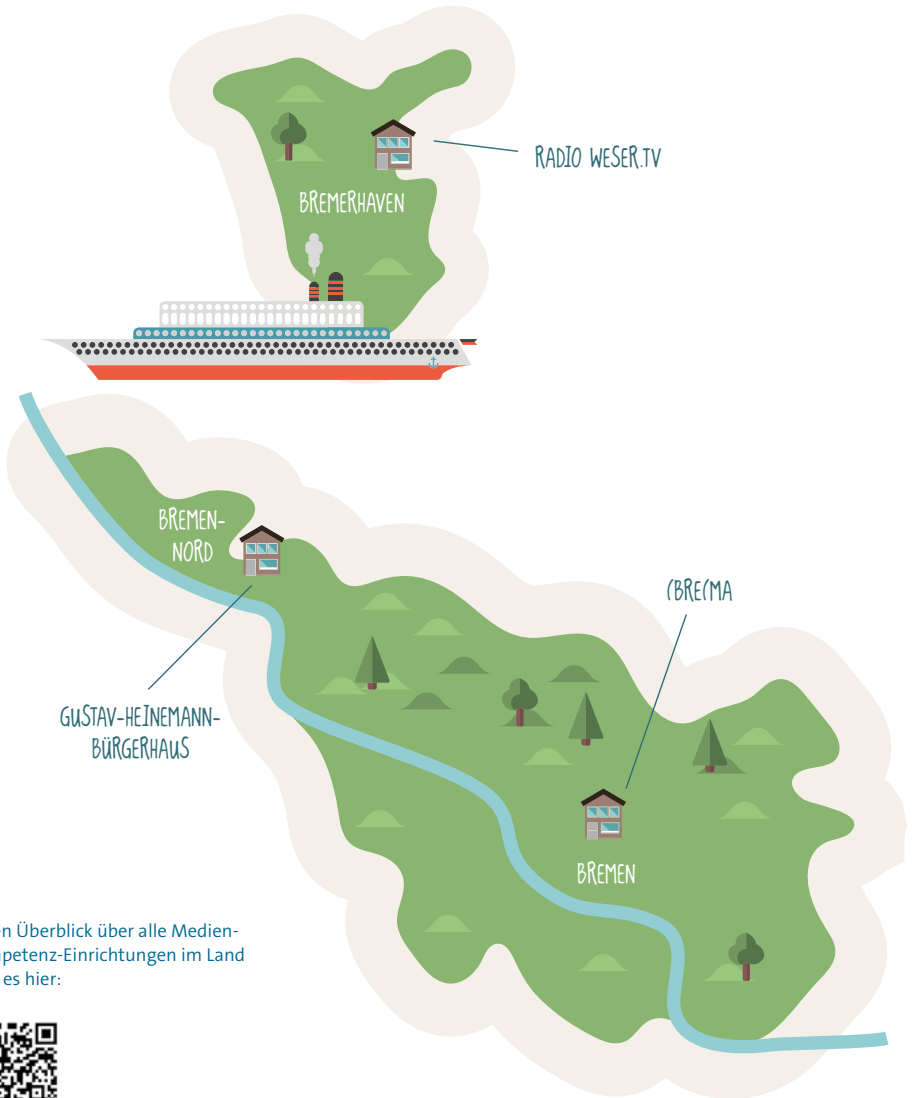 RADIO WESER.TV
BREMERHAVEN
BREMEN-
NORD
(BRE(MA
GUSTAV-HEINEMANN-
BÜRGERHAUS
BREMEN
en Überblick über alle Medien-
petenz-Einrichtungen im Land
es hier: